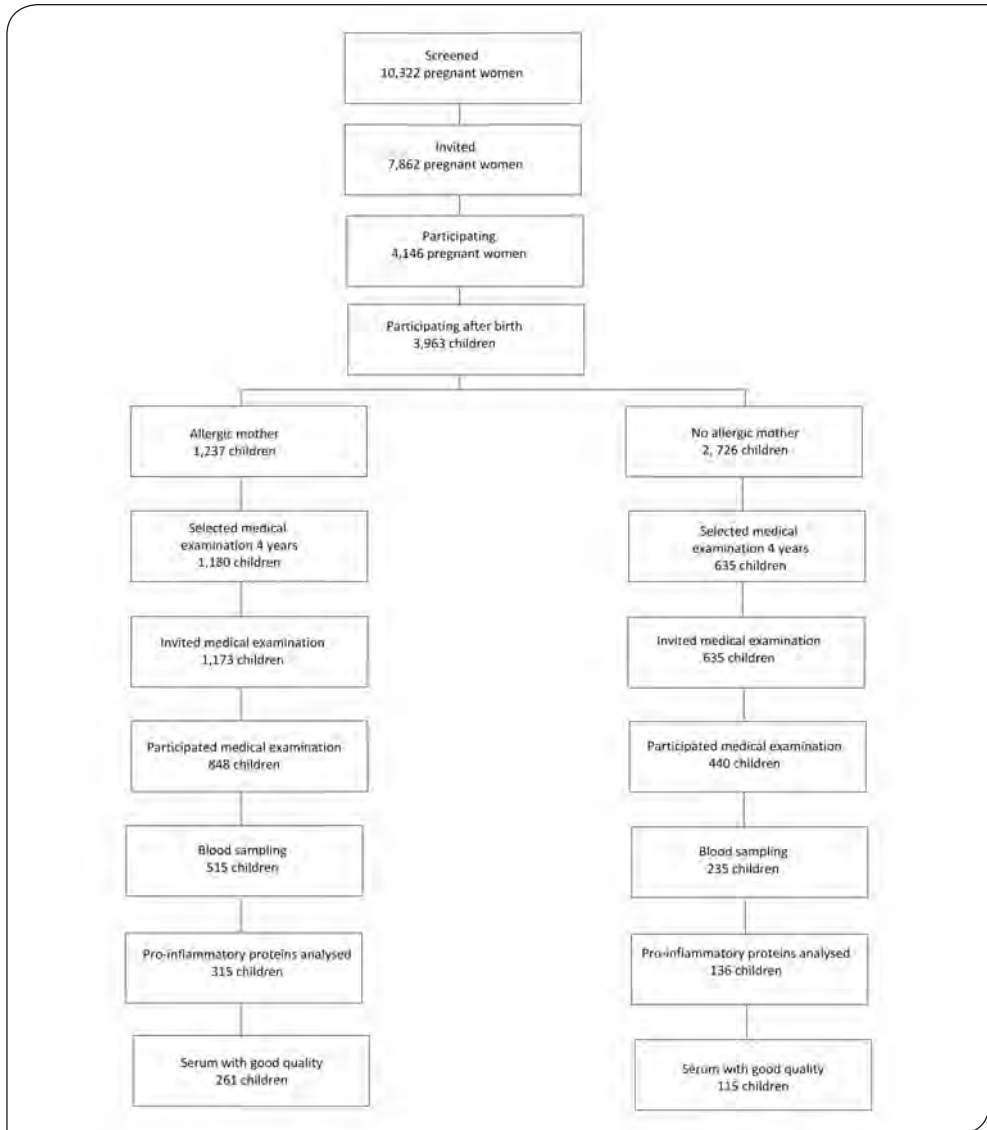 Screened
10,322 pregnant women
Invited
7,862 pregnant women
Participating
4,146 pregnant women
Participating after birth
3,963 children
Allergic mother
1,237 children
Selected medical
examination 4 years
1,180 children
Invited medical examination
1,173 children
Participated medical examination
848 children
Blood sampling
515 children
Pro-inflammatory proteins analysed
315 children
Serum with good quality
261 children
No allergic mother
2, 726 children
Selected medical
examination 4 years
635 children
Invited medical examination
635 children
Participated medical examination
440 children
Blood sampling
235 children
Pro-inflammatory proteins analysed
136 children
Serum with good quality
115 children